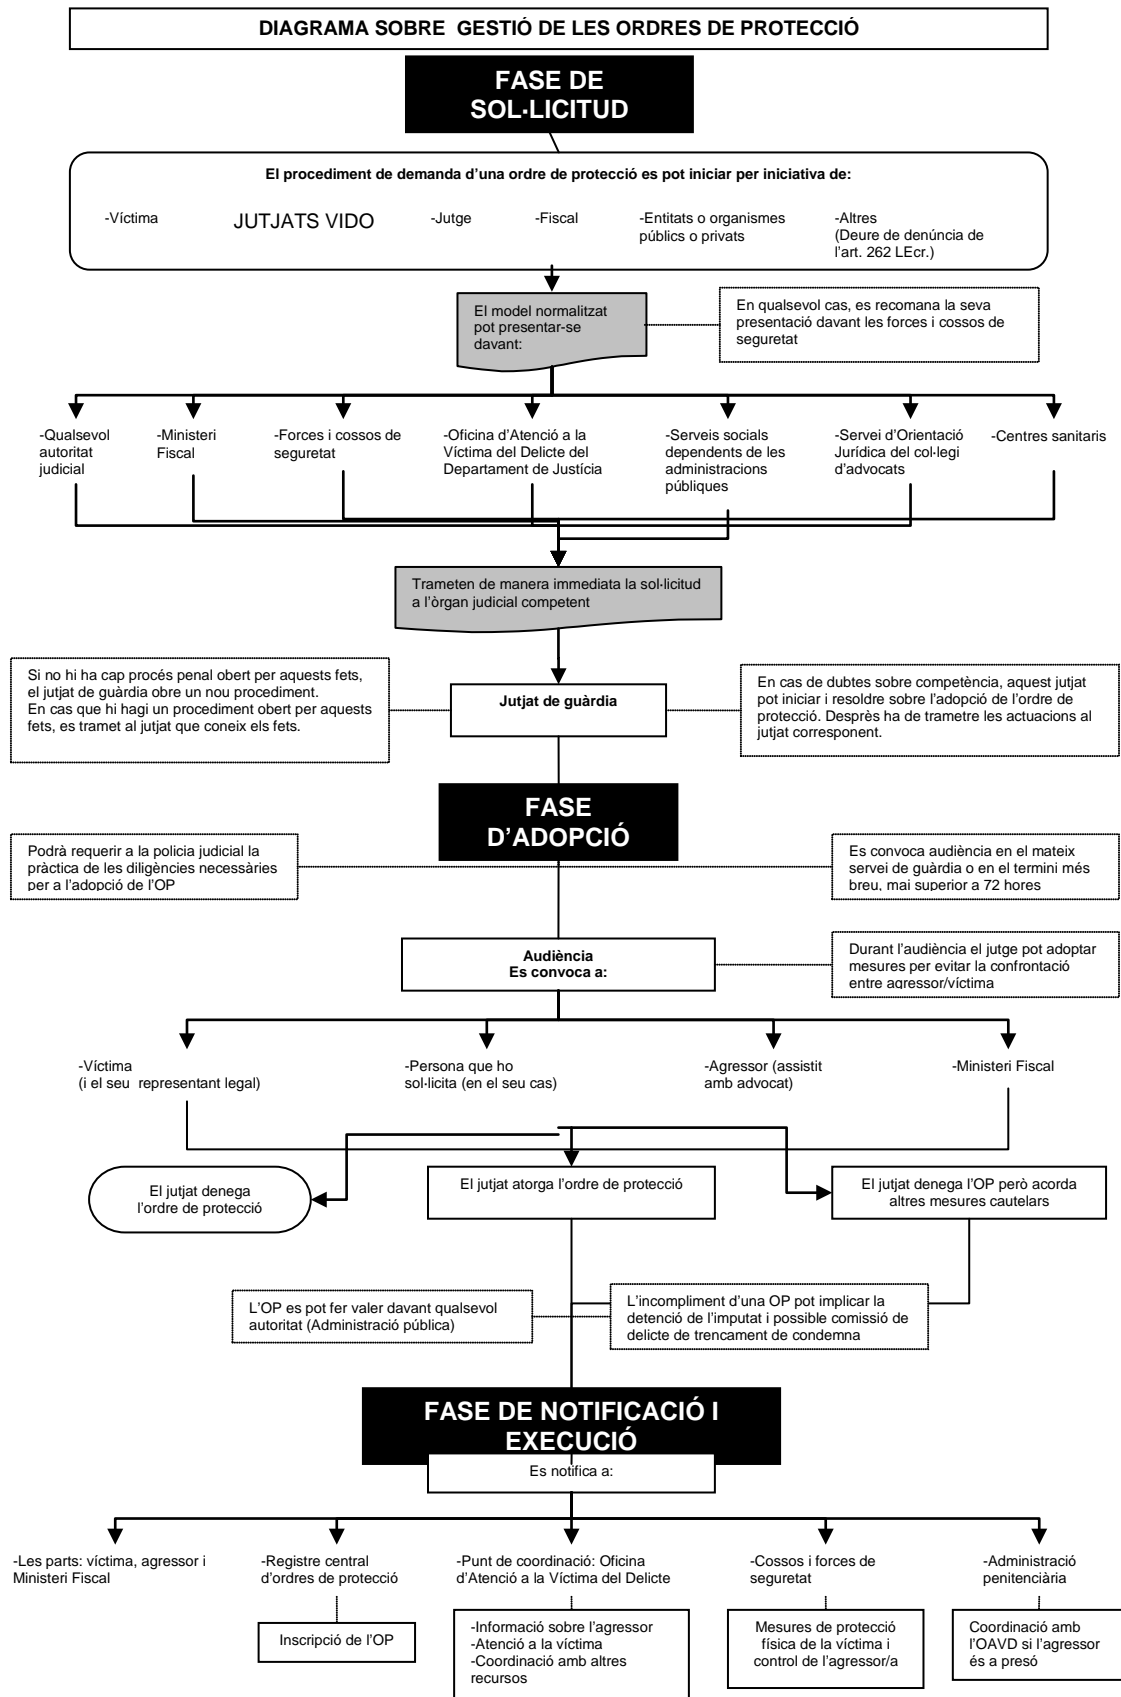 DIAGRAMA SOBRE GESTIÓ DE LES ORDRES DE PROTECCIÓ
FASE DE
SOL·LICITUD
El procediment de demanda d'una ordre de protecció es pot iniciar per iniciativa de:
-Víctima
JUTJATS VIDO
-Jutge
-Fiscal
-Entitats o organismes
públics o privats
-Altres
(Deure de denúncia de
l'art. 262 LEcr.)
El model normalitzat
pot presentar-se
davant:
En qualsevol cas, es recomana la seva
presentació davant les forces i cossos de
seguretat
-Qualsevol
autoritat
judicial
-Ministeri
Fiscal
-Forces i cossos de
seguretat
-Oficina d'Atenció a la
Víctima del Delicte del
Departament de Justícia
-Serveis socials
dependents de les
administracions
públiques
-Servei d'Orientació
Jurídica del col·legi
d'advocats
-Centres sanitaris
Trameten de manera immediata la sol·licitud
a l'òrgan judicial competent
Si no hi ha cap procés penal obert per aquests fets,
el jutjat de guàrdia obre un nou procediment.
En cas que hi hagi un procediment obert per aquests
fets, es tramet al jutjat que coneix els fets.
Jutjat de guàrdia
En cas de dubtes sobre competència, aquest jutjat
pot iniciar i resoldre sobre l'adopció de l'ordre de
protecció. Desprès ha de trametre les actuacions al
jutjat corresponent.
FASE
D'ADOPCIÓ
Podrà requerir a la policia judicial la
pràctica de les diligències necessàries
per a l'adopció de l'OP
Es convoca audiència en el mateix
servei de guàrdia o en el termini més
breu, mai superior a 72 hores
Audiència
Es convoca a:
Durant l'audiència el jutge pot adoptar
mesures per evitar la confrontació
entre agressor/víctima
-Víctima
(i el seu representant legal)
-Persona que ho
sol·licita (en el seu cas)
-Agressor (assistit
amb advocat)
-Ministeri Fiscal
El jutjat denega
l'ordre de protecció
El jutjat atorga l'ordre de protecció
El jutjat denega l'OP però acorda
altres mesures cautelars
L'OP es pot fer valer davant qualsevol
autoritat (Administració pública)
L'incompliment d'una OP pot implicar la
detenció de l'imputat i possible comissió de
delicte de trencament de condemna
FASE DE NOTIFICACIÓ I
EXECUCIÓ
Es notifica a:
-Les parts: víctima, agressor i
Ministeri Fiscal
-Registre central
d'ordres de protecció
-Punt de coordinació: Oficina
d'Atenció a la Víctima del Delicte
-Cossos i forces de
seguretat
-Administració
penitenciària
Inscripció de l'OP
-Informació sobre l'agressor
-Atenció a la víctima
-Coordinació amb altres
recursos
Mesures de protecció
física de la víctima i
control de l'agressor/a
Coordinació amb
l'OAVD si l'agressor
és a presó